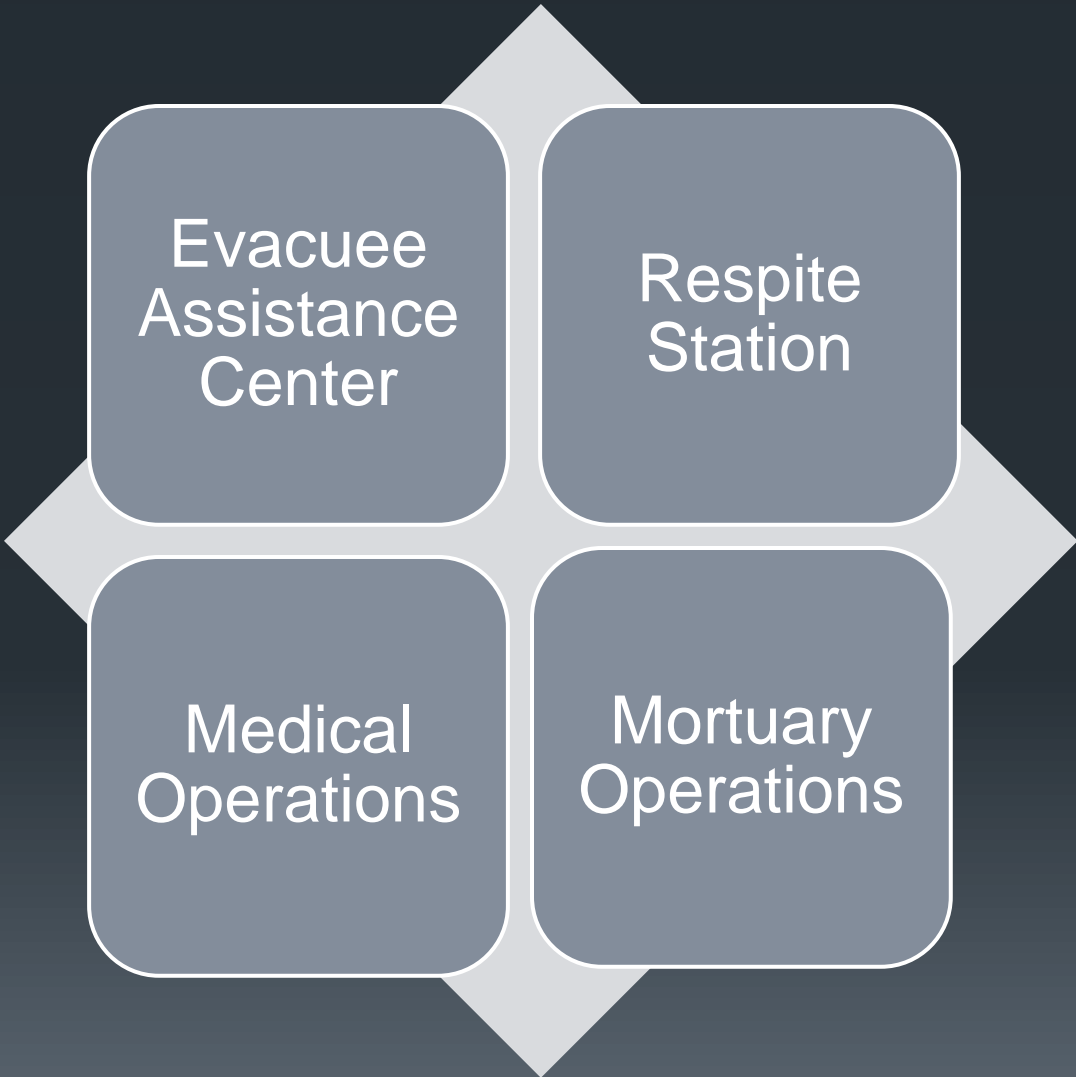 Evacuee
Assistance
Center
Respite
Station
Medical
Operations
Mortuary
Operations